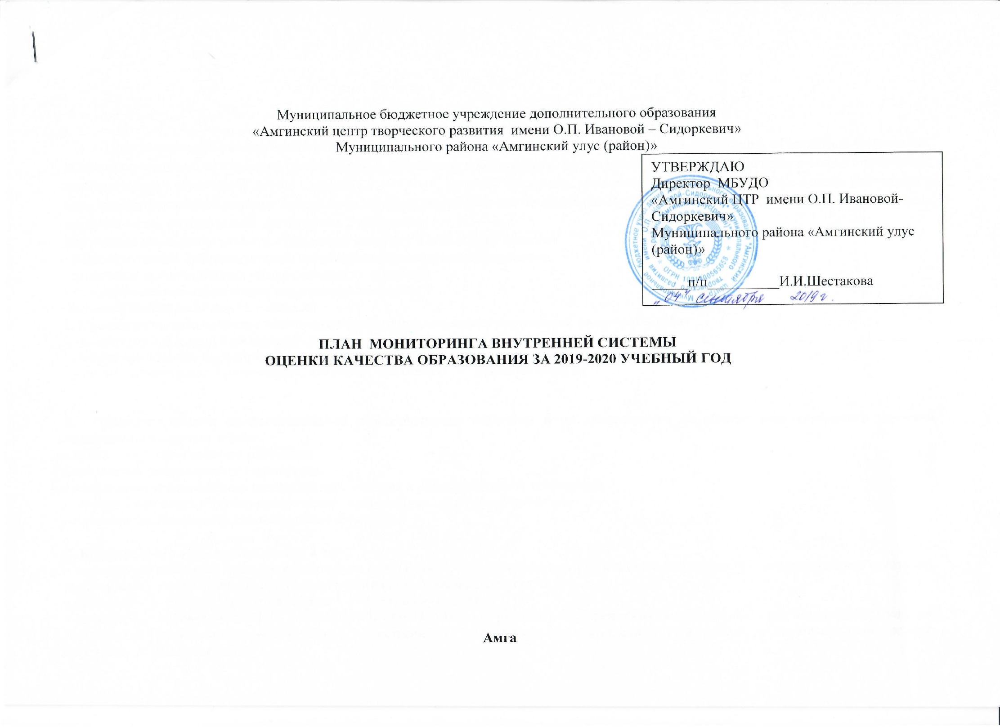 Муниципальное бюджетное учреждение дополнительного образования
«Амгинский центр творческого развития имени О.П. Ивановой – Сидоркевич»
Муниципального района «Амгинский улус (район)»
УТВЕРЖДАЮ
Директор МБУДО
«Амгинский ЦТР имени О.П. Ивановой-
Сидоркевич»
Муниципального района «Амгинский улус
(район)»
_____п/п__________И.И.Шестакова
„04" сентября 2019 г.
ПЛАН МОНИТОРИНГА ВНУТРЕННЕЙ СИСТЕМЫ
ОЦЕНКИ КАЧЕСТВА ОБРАЗОВАНИЯ ЗА 2019-2020 УЧЕБНЫЙ ГОД
Амга